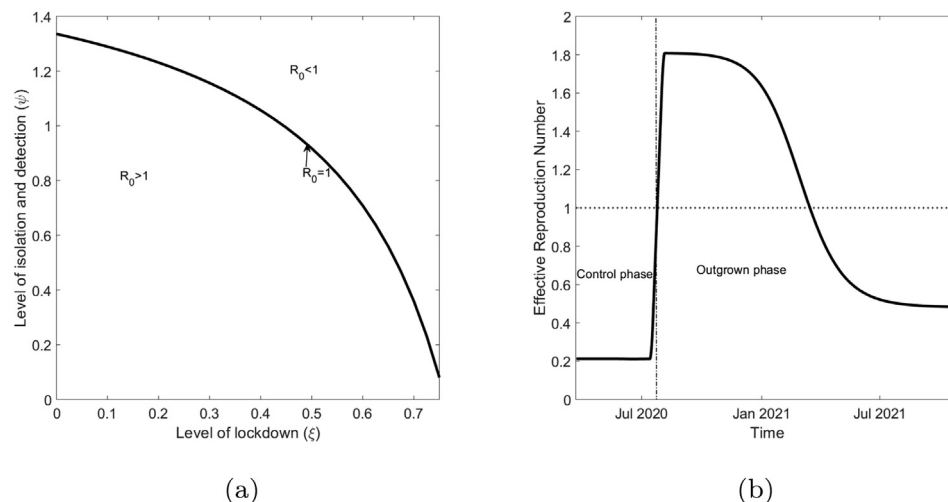 1.4
1.2
1
0.8
0.6
0.4
0.2
0
0 0.1 0.2 0.3 0.4 0.5 0.6 0.7
Level of isolation and detection (ψ)
Level of lockdown (ξ)
R₀<1
R₀=1
R₀>1
(a)
2
1.8
1.6
1.4
1.2
1
0.8
0.6
0.4
0.2
0
Jul 2020 Jan 2021 Jul 2021
Effective Reproduction Number
Time
Control phase
Outgrown phase
(b)